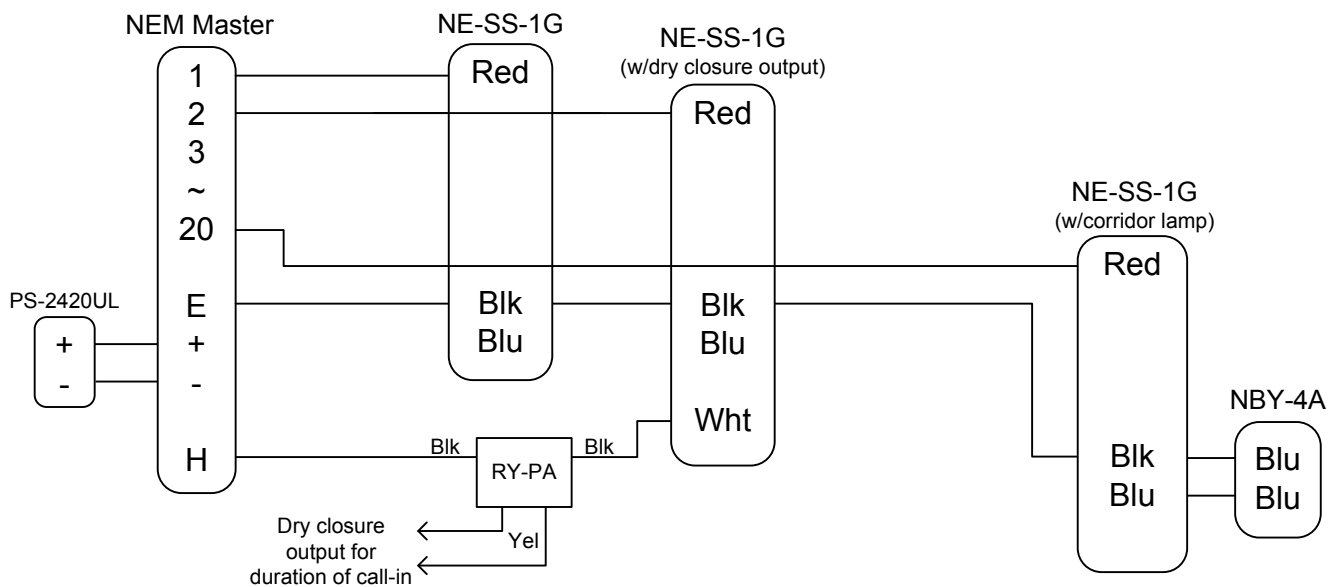 NEM Master
1
2
3
~
20
E
+
-
H
PS-2420UL
+
-
NE-SS-1G
Red
Blk
Blu
NE-SS-1G
(w/dry closure output)
Red
Blk
Blu
Wht
NE-SS-1G
(w/corridor lamp)
Red
Blk
Blu
NBY-4A
Blu
Blu
Blk
RY-PA
Blk
Yel
Dry closure
output for
duration of call-in